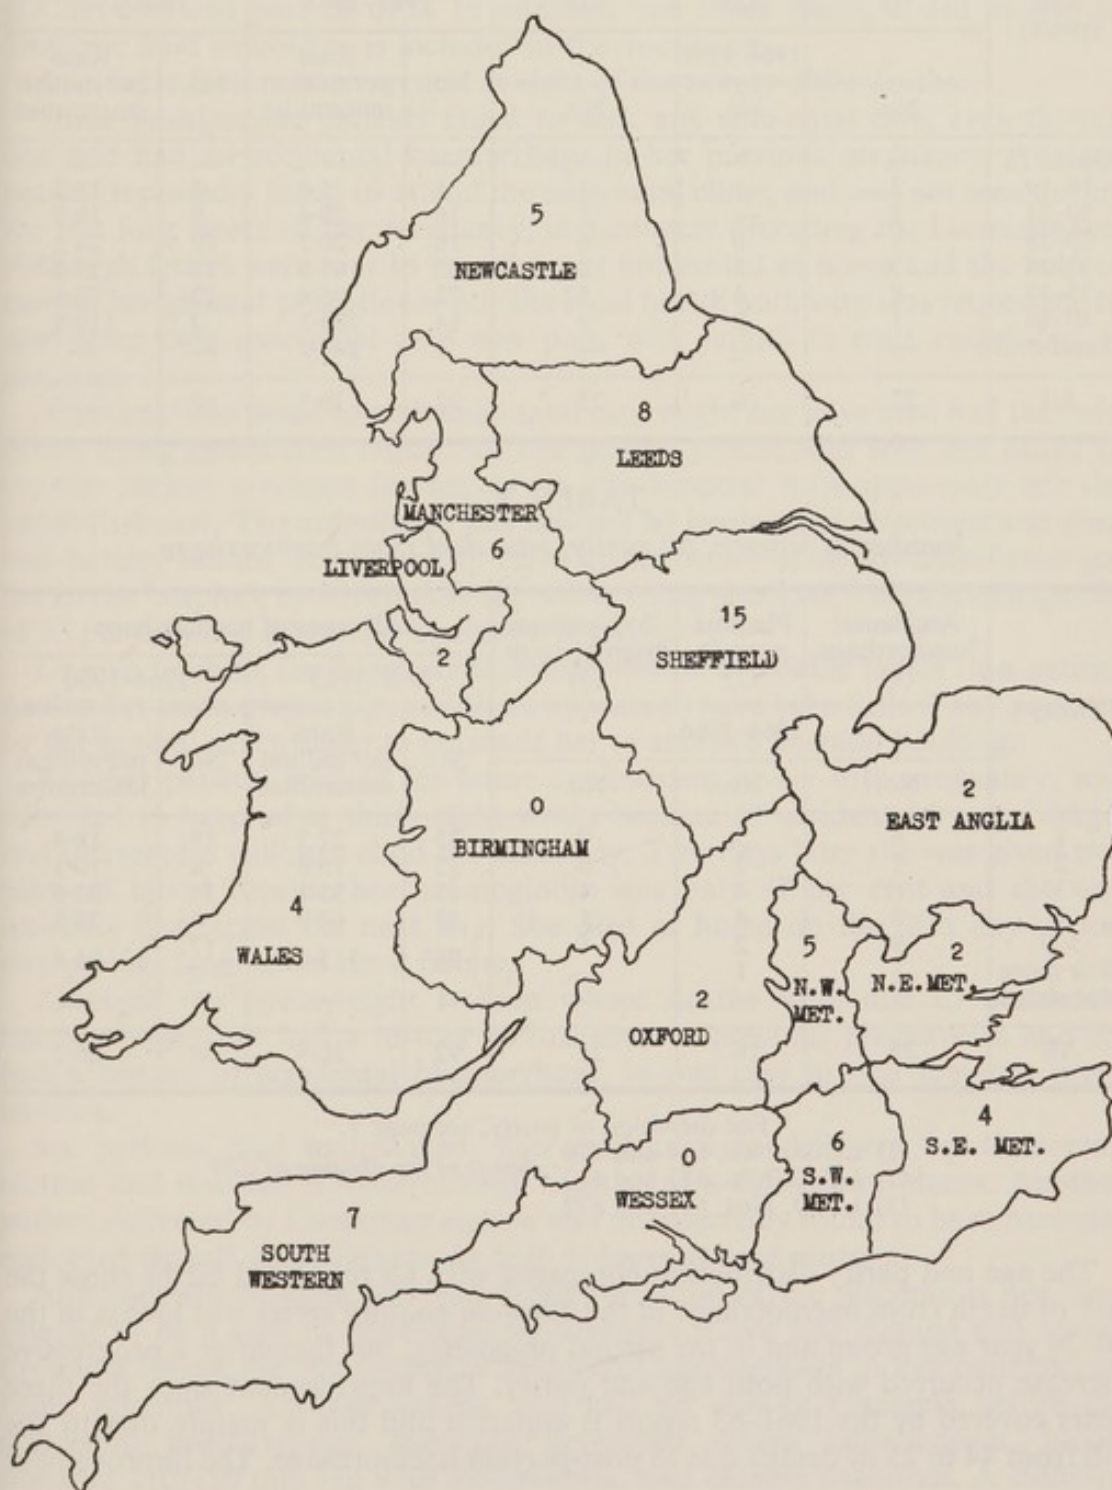 5
NEWCASTLE
8
LEEDS
MANCHESTER
6
LIVERPOOL
2
15
SHEFFIELD
0
BIRMINGHAM
2
EAST ANGLIA
4
WALES
5
N.W.
MET.
2
N.E.MET.
2
OXFORD
4
S.E. MET.
6
S.W.
MET.
0
WESSEX
7
SOUTH
WESTERN